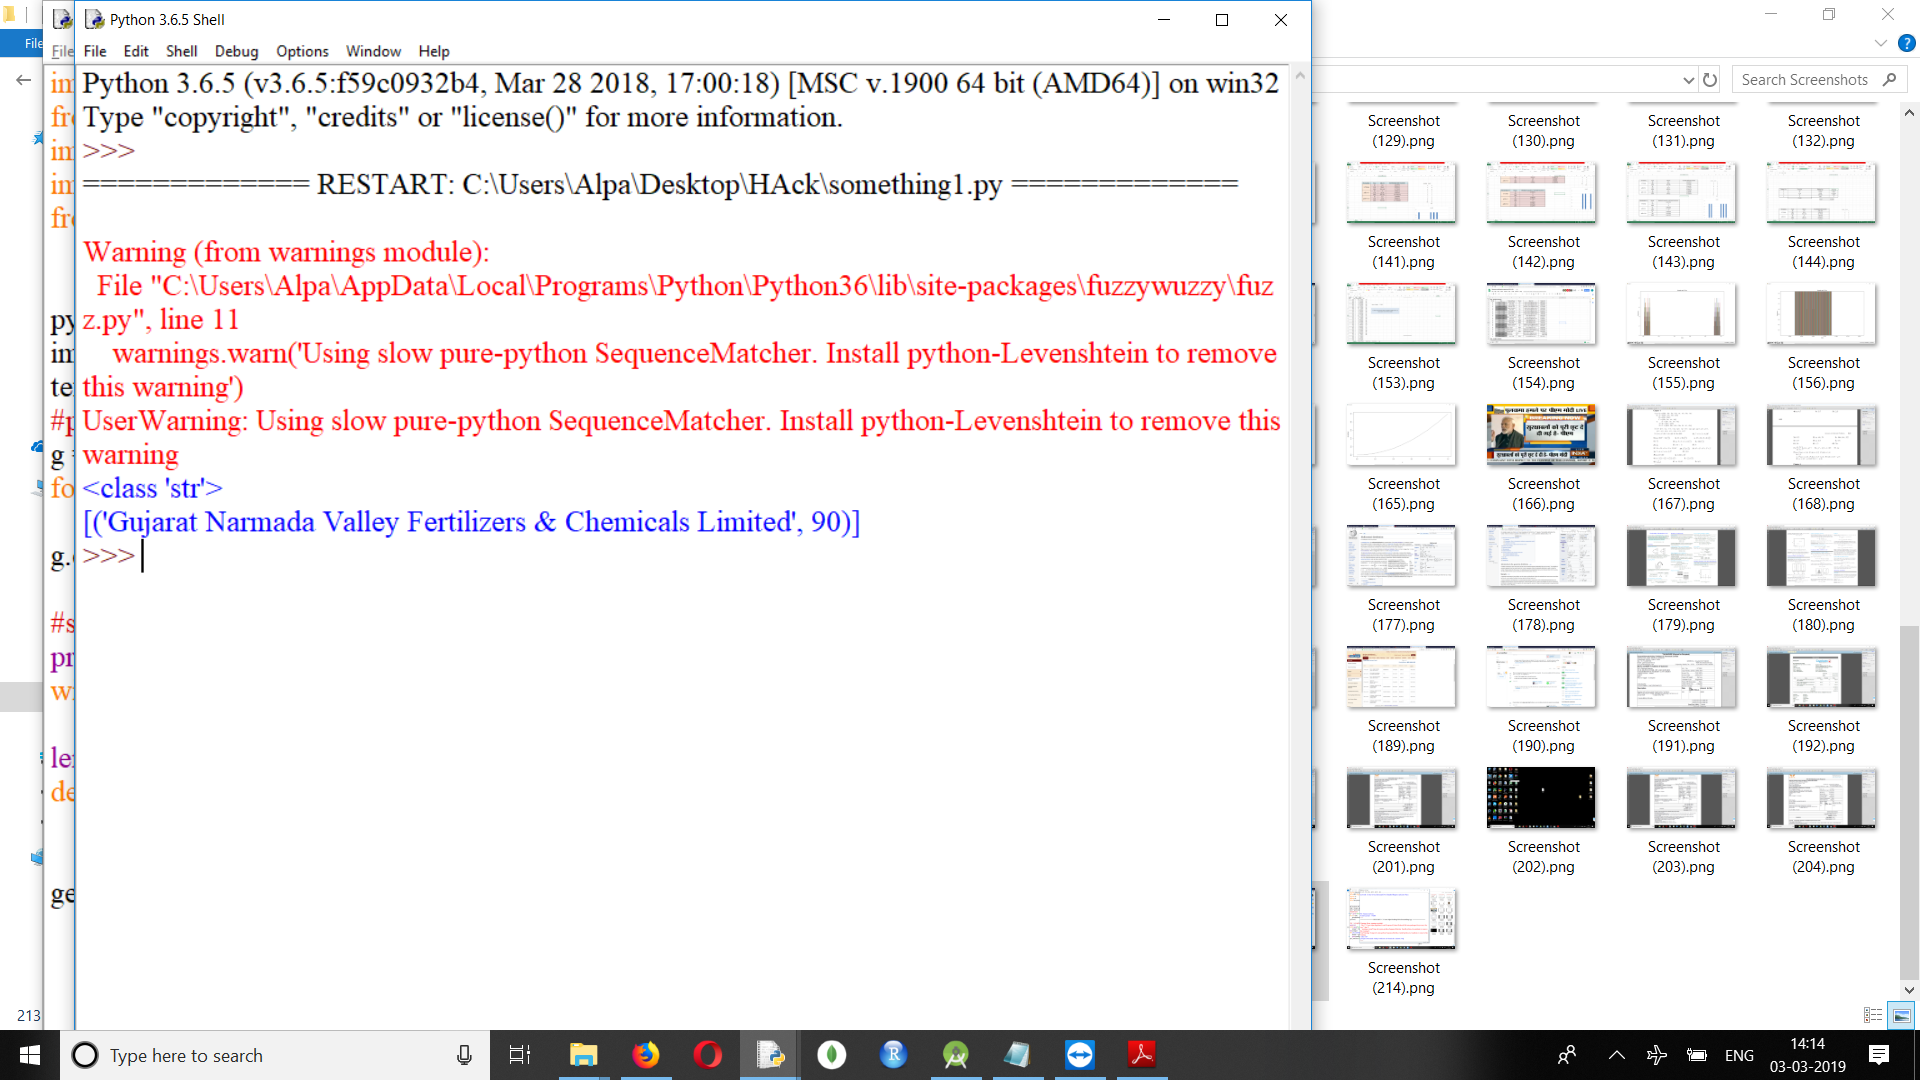 Python 3.6.5 Shell
File Edit Shell Debug Options Window Help
Python 3.6.5 (v3.6.5:f59c0932b4, Mar 28 2018, 17:00:18) [MSC v.1900 64 bit (AMD64)] on win32
Type "copyright", "credits" or "license()" for more information.
>>>
============= RESTART: C:\Users\Alpa\Desktop\HAck\something1.py =============
Warning (from warnings module):
File "C:\Users\Alpa\AppData\Local\Programs\Python\Python36\lib\site-packages\fuzzywuzzy\fuz
z.py", line 11
warnings.warn('Using slow pure-python SequenceMatcher. Install python-Levenshtein to remove
this warning')
UserWarning: Using slow pure-python SequenceMatcher. Install python-Levenshtein to remove this
warning
<class 'str'>
[('Gujarat Narmada Valley Fertilizers & Chemicals Limited', 90)]
>>>
File
File
Search Screenshots
Screenshot (129).png
Screenshot (130).png
Screenshot (131).png
Screenshot (132).png
Screenshot (141).png
Screenshot (142).png
Screenshot (143).png
Screenshot (144).png
Screenshot (153).png
Screenshot (154).png
Screenshot (155).png
Screenshot (156).png
Screenshot (165).png
Screenshot (166).png
Screenshot (167).png
Screenshot (168).png
Screenshot (177).png
Screenshot (178).png
Screenshot (179).png
Screenshot (180).png
Screenshot (189).png
Screenshot (190).png
Screenshot (191).png
Screenshot (192).png
Screenshot (201).png
Screenshot (202).png
Screenshot (203).png
Screenshot (204).png
Screenshot (214).png
213
Type here to search
ENG
14:14
03-03-2019